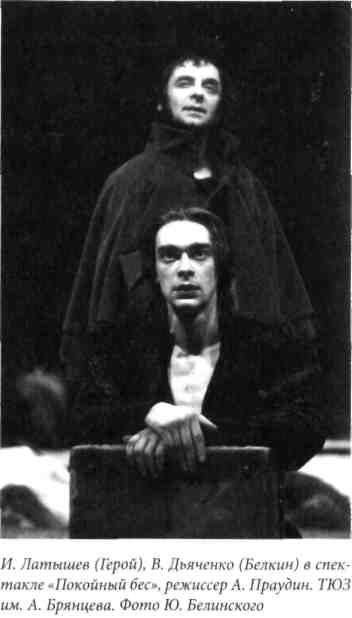 И. Латышев (Герой), В. Дьяченко (Белкин) в спек-
такле «Покойный бес», режиссер А. Праудин. ТЮЗ
им. А. Брянцева. Фото Ю. Белинского